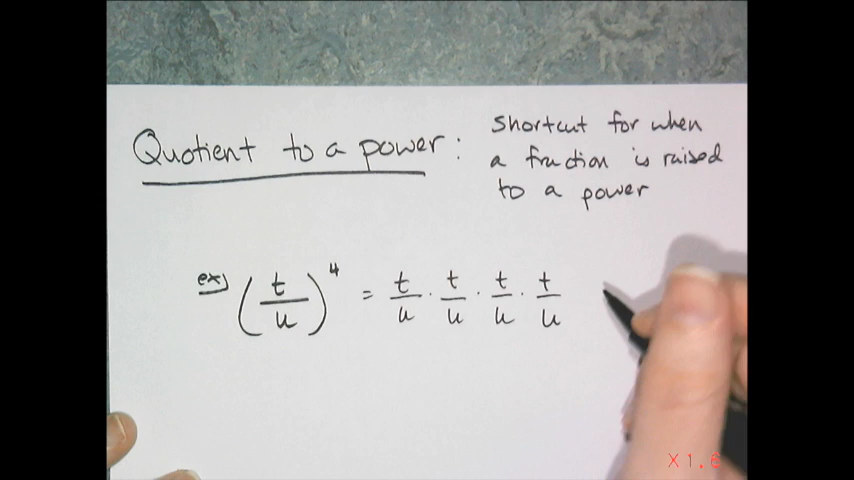 Quotient to a power:
shortcut for when
a fraction is raised
to a power
ex) (t/u)^4 = t/u · t/u · t/u · t/u
X1.6